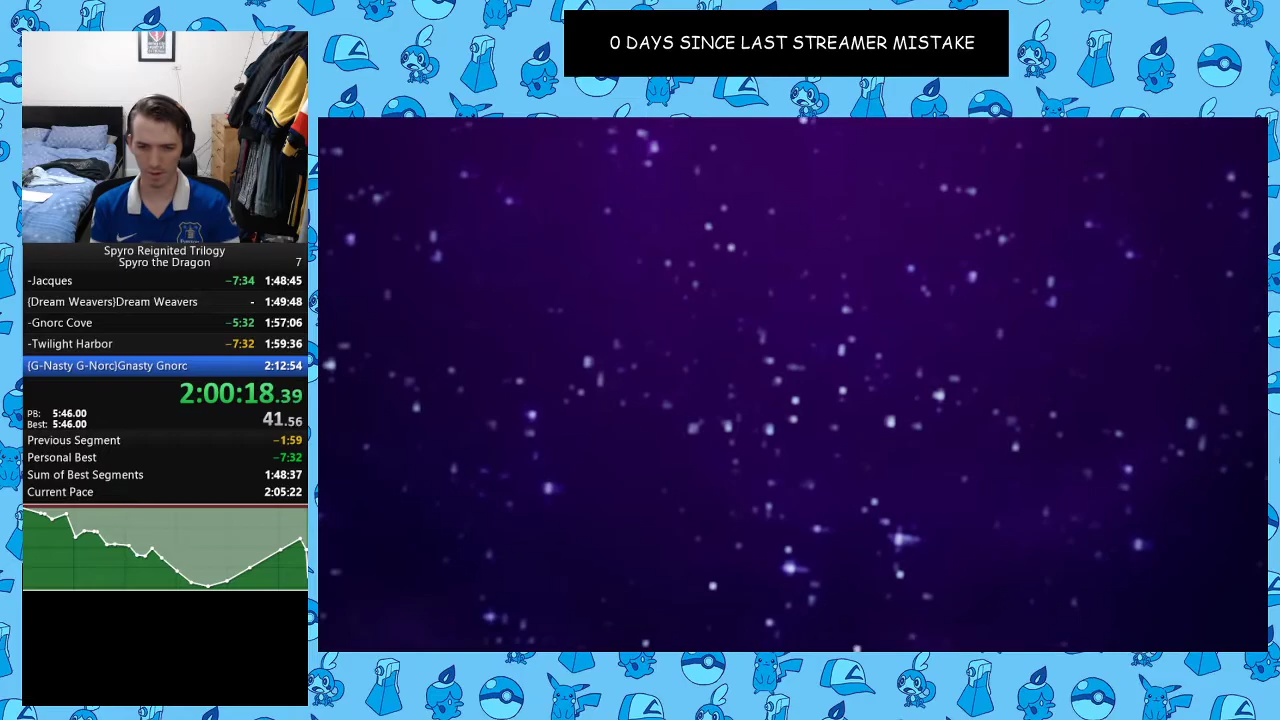 0 DAYS SINCE LAST STREAMER MISTAKE
Spyro Reignited Trilogy
Spyro the Dragon 7
-Jacques -7:34 1:48:45
{Dream Weavers}Dream Weavers - 1:49:48
-Gnorc Cove -5:32 1:57:06
-Twilight Harbor -7:32 1:59:36
{G-Nasty G-Norc}Gnasty Gnorc 2:12:54
2:00:18.39
PB: 5:46.00 41.56
Best: 5:46.00
Previous Segment -1:59
Personal Best -7:32
Sum of Best Segments 1:48:37
Current Pace 2:05:22